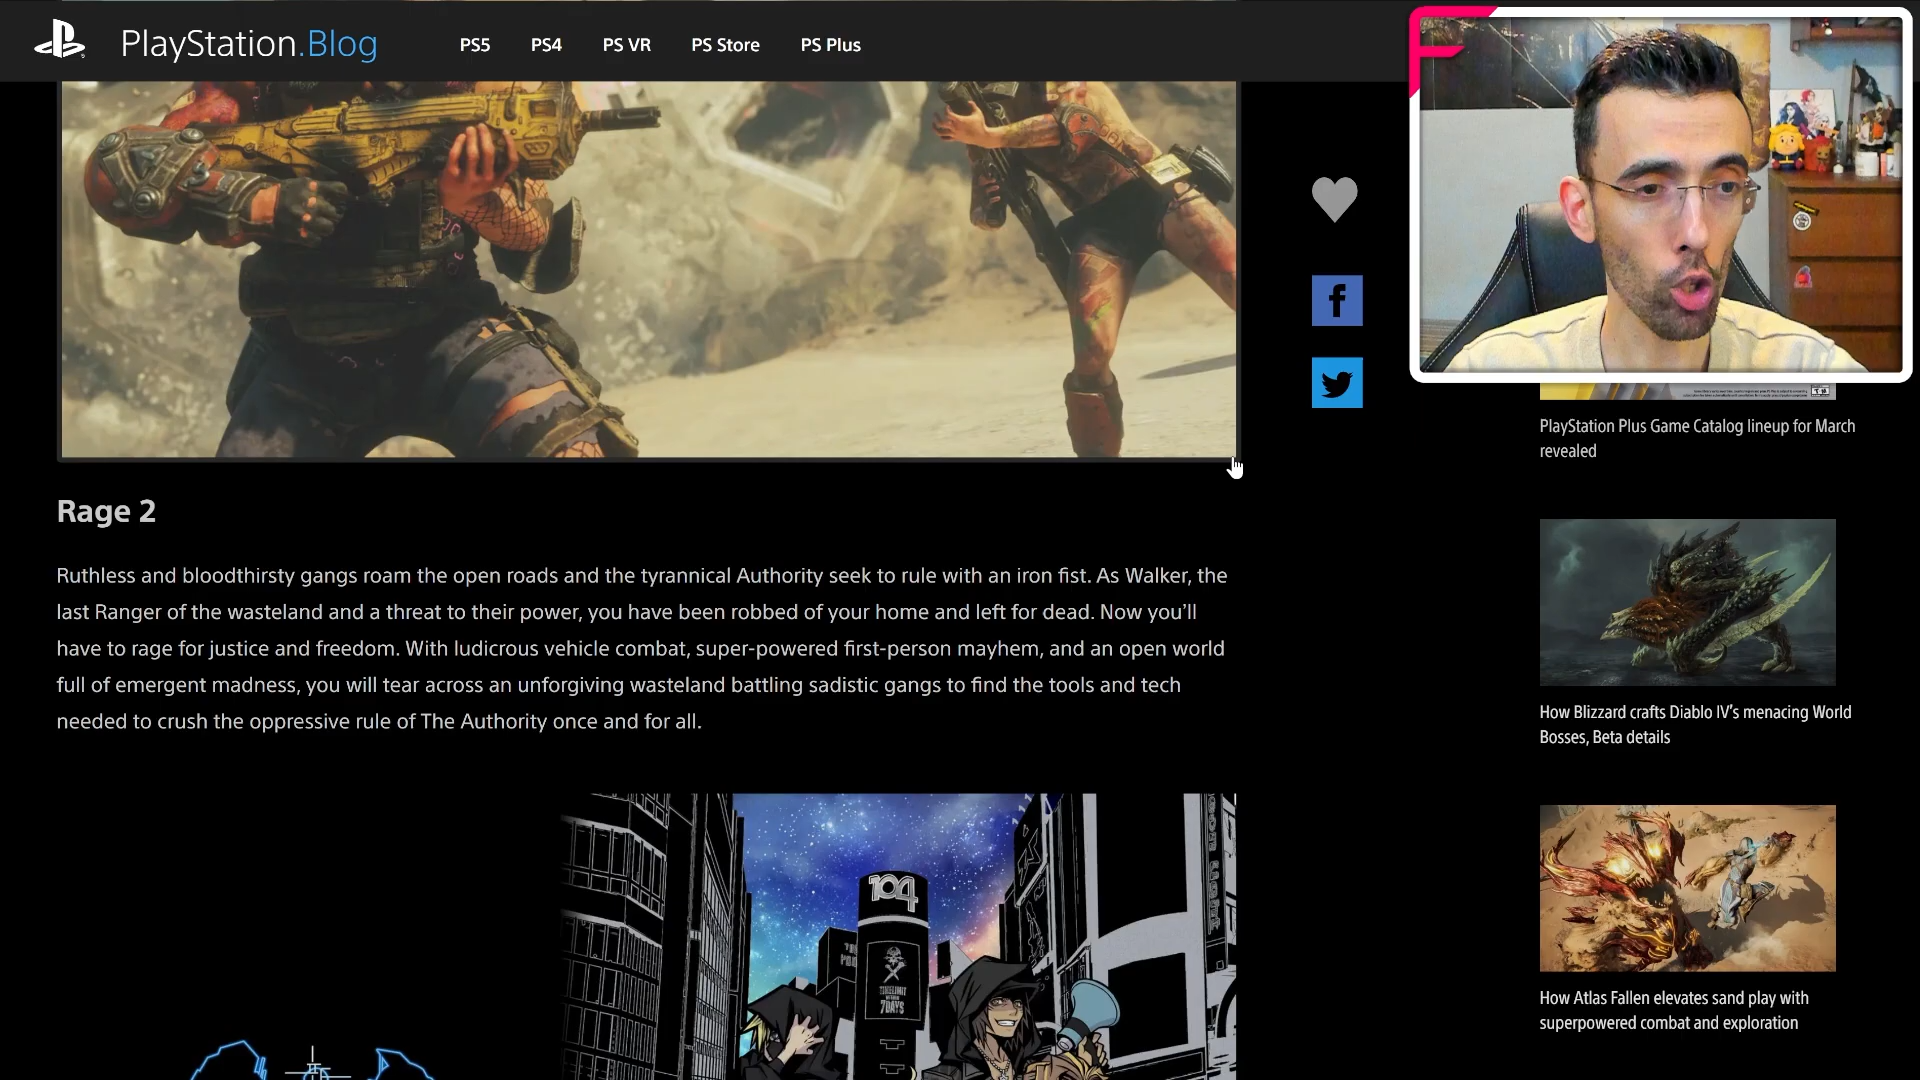 PlayStation.Blog
PS5
PS4
PS VR
PS Store
PS Plus
PlayStation Plus Game Catalog lineup for March
revealed
Rage 2
Ruthless and bloodthirsty gangs roam the open roads and the tyrannical Authority seek to rule with an iron fist. As Walker, the
last Ranger of the wasteland and a threat to their power, you have been robbed of your home and left for dead. Now you’ll
have to rage for justice and freedom. With ludicrous vehicle combat, super-powered first-person mayhem, and an open world
full of emergent madness, you will tear across an unforgiving wasteland battling sadistic gangs to find the tools and tech
needed to crush the oppressive rule of The Authority once and for all.
How Blizzard crafts Diablo IV’s menacing World
Bosses, Beta details
104
7DAYS
How Atlas Fallen elevates sand play with
superpowered combat and exploration